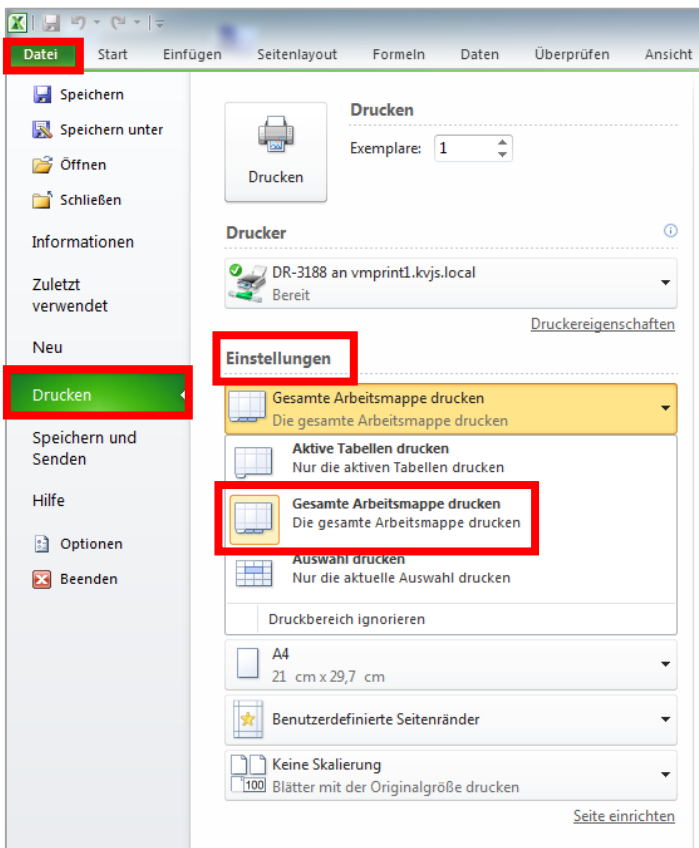 Datei Start Einfügen Seitenlayout Formeln Daten Überprüfen Ansicht
Speichern
Speichern unter
Öffnen
Schließen
Informationen
Zuletzt
verwendet
Neu
Drucken
Speichern und
Senden
Hilfe
Optionen
Beenden
Drucken
Drucken
Exemplare: 1
Drucker
DR-3188 an vmprint1.kvjs.local
Bereit
Druckereigenschaften
Einstellungen
Gesamte Arbeitsmappe drucken
Die gesamte Arbeitsmappe drucken
Aktive Tabellen drucken
Nur die aktiven Tabellen drucken
Gesamte Arbeitsmappe drucken
Die gesamte Arbeitsmappe drucken
Auswahl drucken
Nur die aktuelle Auswahl drucken
Druckbereich ignorieren
A4
21 cm x 29,7 cm
Benutzerdefinierte Seitenränder
Keine Skalierung
100 Blätter mit der Originalgröße drucken
Seite einrichten